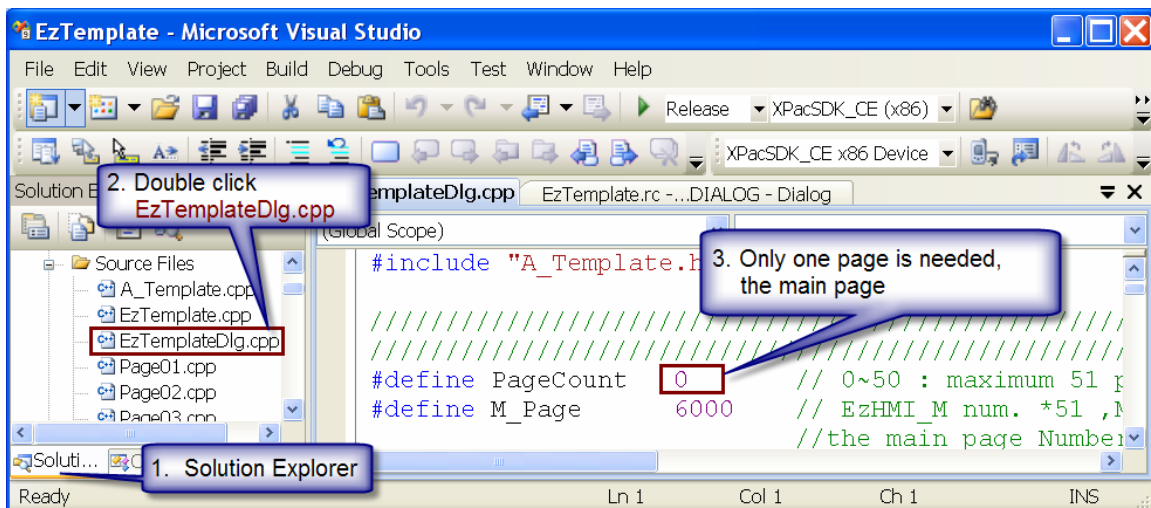 EzTemplate - Microsoft Visual Studio
File Edit View Project Build Debug Tools Test Window Help
Release XPacSDK_CE (x86)
XPacSDK_CE x86 Device
Solution E
2. Double click
EzTemplateDlg.cpp
emplateDlg.cpp EzTemplate.rc -...DIALOG - Dialog
(Global Scope)
Source Files
A_Template.cpp
EzTemplate.cpp
EzTemplateDlg.cpp
Page01.cpp
Page02.cpp
Page03.cpp
#include "A_Template.h
3. Only one page is needed,
the main page
////////////////////////////////////////////
////////////////////////////////////////////
#define PageCount 0 // 0~50 : maximum 51 p
#define M_Page 6000 // EzHMI_M num. *51 ,M
//the main page Number
Soluti... C
1. Solution Explorer
Ready Ln 1 Col 1 Ch 1 INS